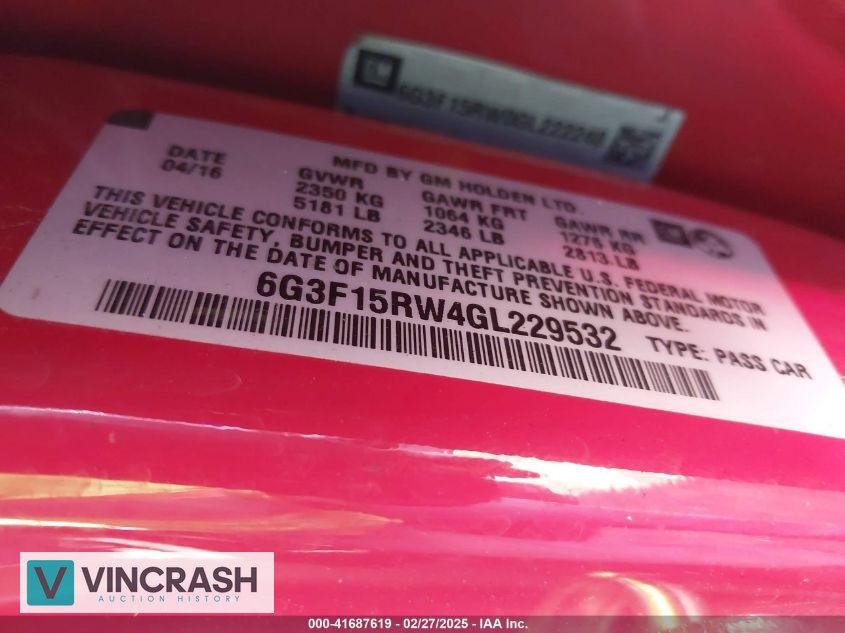 GM
6G3F15RW0GL222248
MFD BY GM HOLDEN LTD.
DATE GVWR GAWR FRT GAWR RR
04/16 2350 KG 1064 KG 1276 KG
5181 LB 2346 LB 2813 LB
THIS VEHICLE CONFORMS TO ALL APPLICABLE U.S. FEDERAL MOTOR
VEHICLE SAFETY, BUMPER AND THEFT PREVENTION STANDARDS IN
EFFECT ON THE DATE OF MANUFACTURE SHOWN ABOVE.
6G3F15RW4GL229532 TYPE: PASS CAR
V VINCRASH
AUCTION HISTORY
000-41687619 - 02/27/2025 - IAA Inc.